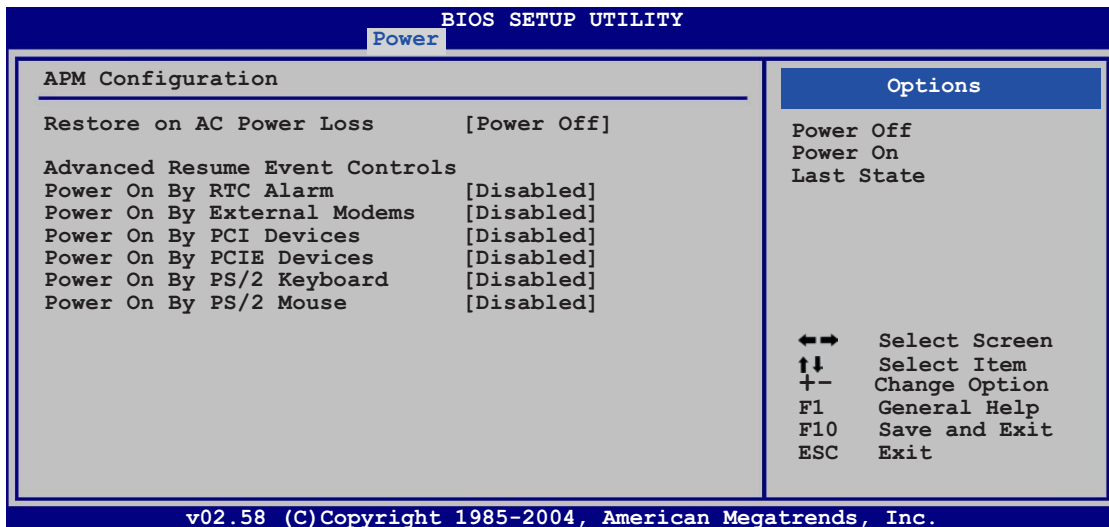 BIOS SETUP UTILITY
Power
APM Configuration
Restore on AC Power Loss [Power Off]
Advanced Resume Event Controls
Power On By RTC Alarm [Disabled]
Power On By External Modems [Disabled]
Power On By PCI Devices [Disabled]
Power On By PCIE Devices [Disabled]
Power On By PS/2 Keyboard [Disabled]
Power On By PS/2 Mouse [Disabled]
Options
Power Off
Power On
Last State
←→ Select Screen
↑↓ Select Item
+- Change Option
F1 General Help
F10 Save and Exit
ESC Exit
v02.58 (C)Copyright 1985-2004, American Megatrends, Inc.